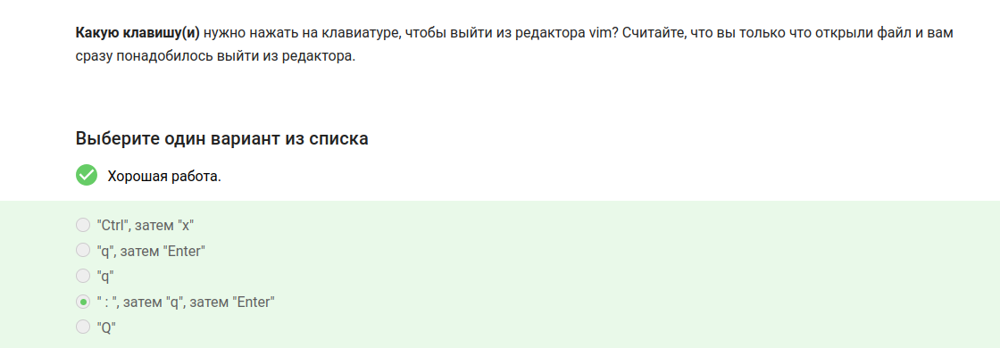 Какую клавишу(и) нужно нажать на клавиатуре, чтобы выйти из редактора vim? Считайте, что вы только что открыли файл и вам
сразу понадобилось выйти из редактора.
Выберите один вариант из списка
Хорошая работа.
"Ctrl", затем "x"
"q", затем "Enter"
"q"
" : ", затем "q", затем "Enter"
"Q"